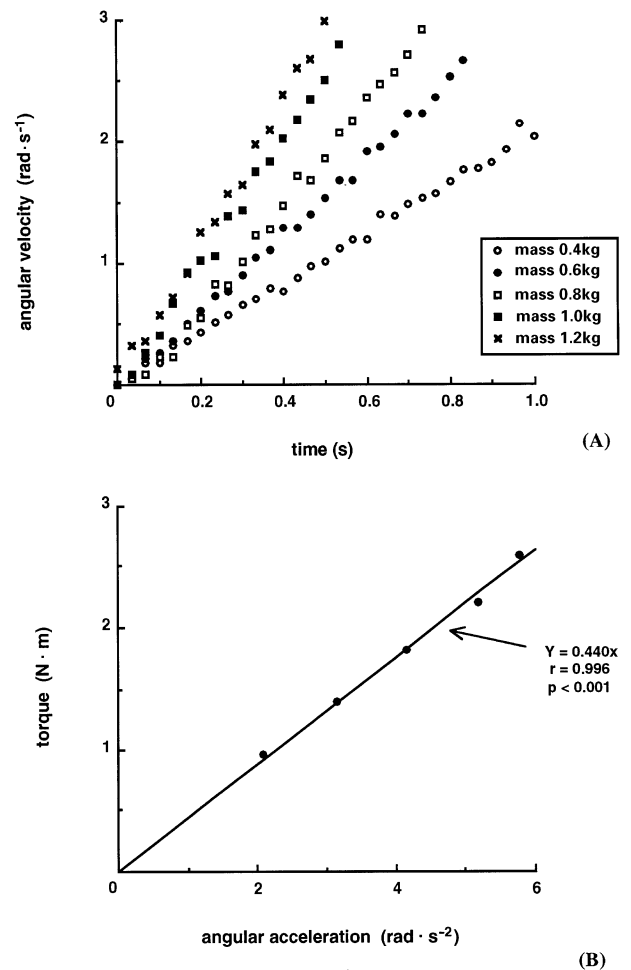 3
2
1
angular velocity (rad·s-1)
0 0.2 0.4 0.6 0.8 1.0
time (s)
mass 0.4kg
mass 0.6kg
mass 0.8kg
mass 1.0kg
mass 1.2kg
(A)
3
2
1
torque (N·m)
Y = 0.440x
r = 0.996
p < 0.001
0 2 4 6
angular acceleration (rad · s-2)
(B)